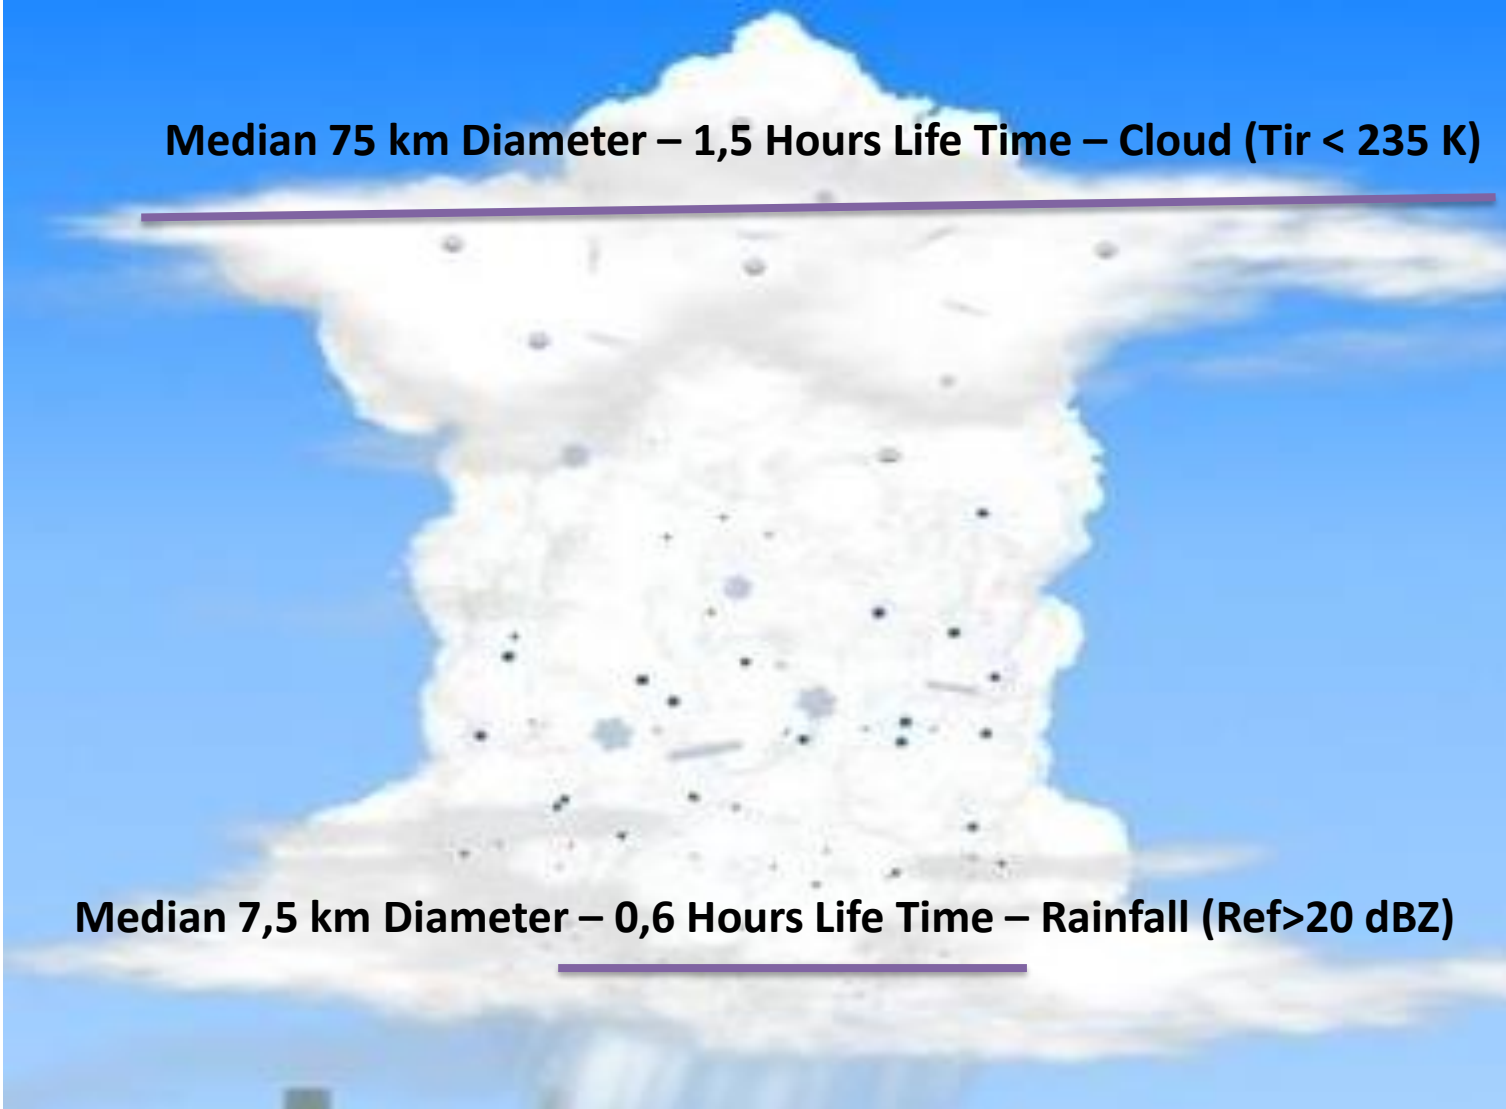 Median 75 km Diameter – 1,5 Hours Life Time – Cloud (Tir < 235 K)
Median 7,5 km Diameter – 0,6 Hours Life Time – Rainfall (Ref>20 dBZ)